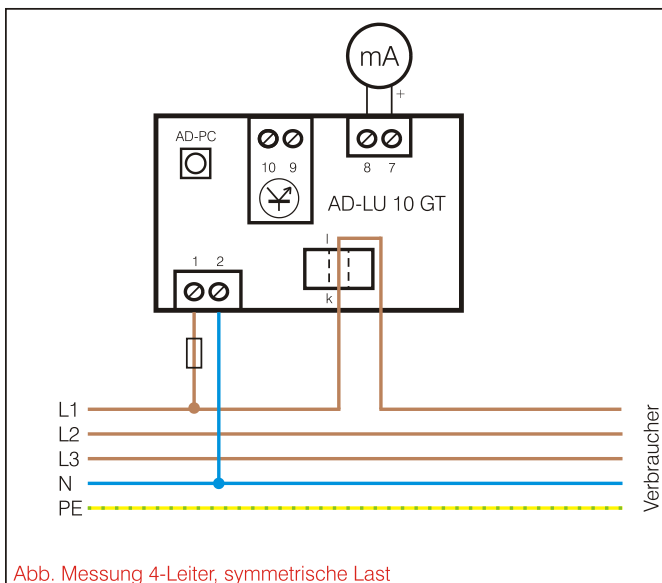 mA
+
AD-PC
10 9
8 7
AD-LU 10 GT
l
k
1 2
L1
L2
L3
N
PE
Verbraucher
Abb. Messung 4-Leiter, symmetrische Last